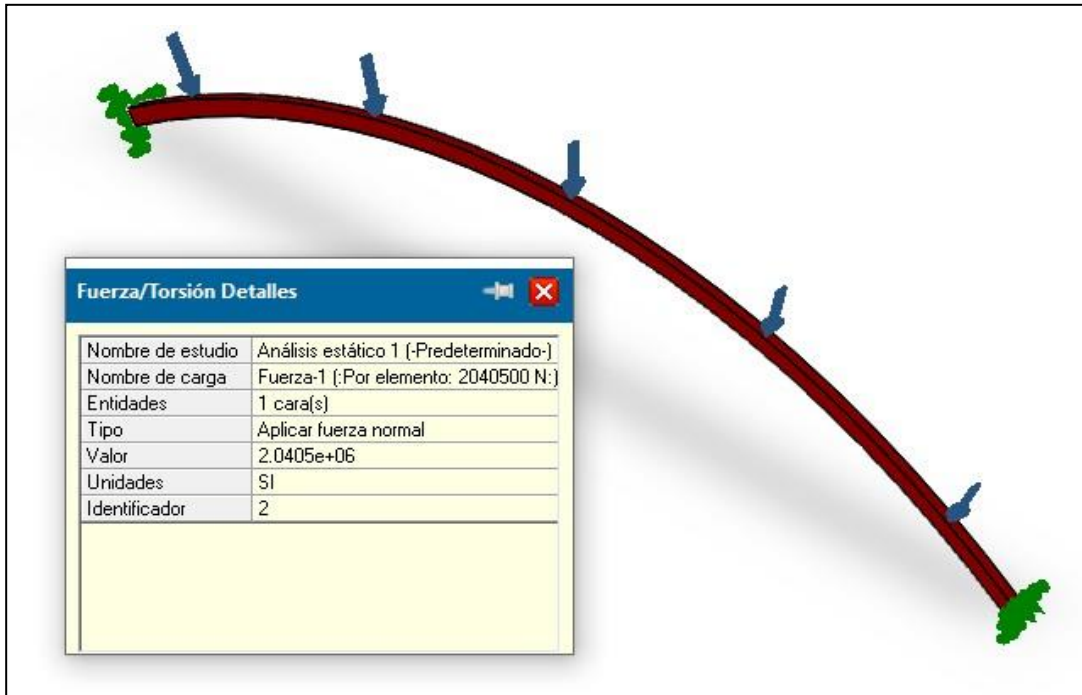 Fuerza/Torsión Detalles
Nombre de estudio Análisis estático 1 (-Predeterminado-)
Nombre de carga Fuerza-1 (:Por elemento: 2040500 N:)
Entidades 1 cara(s)
Tipo Aplicar fuerza normal
Valor 2.0405e+06
Unidades SI
Identificador 2